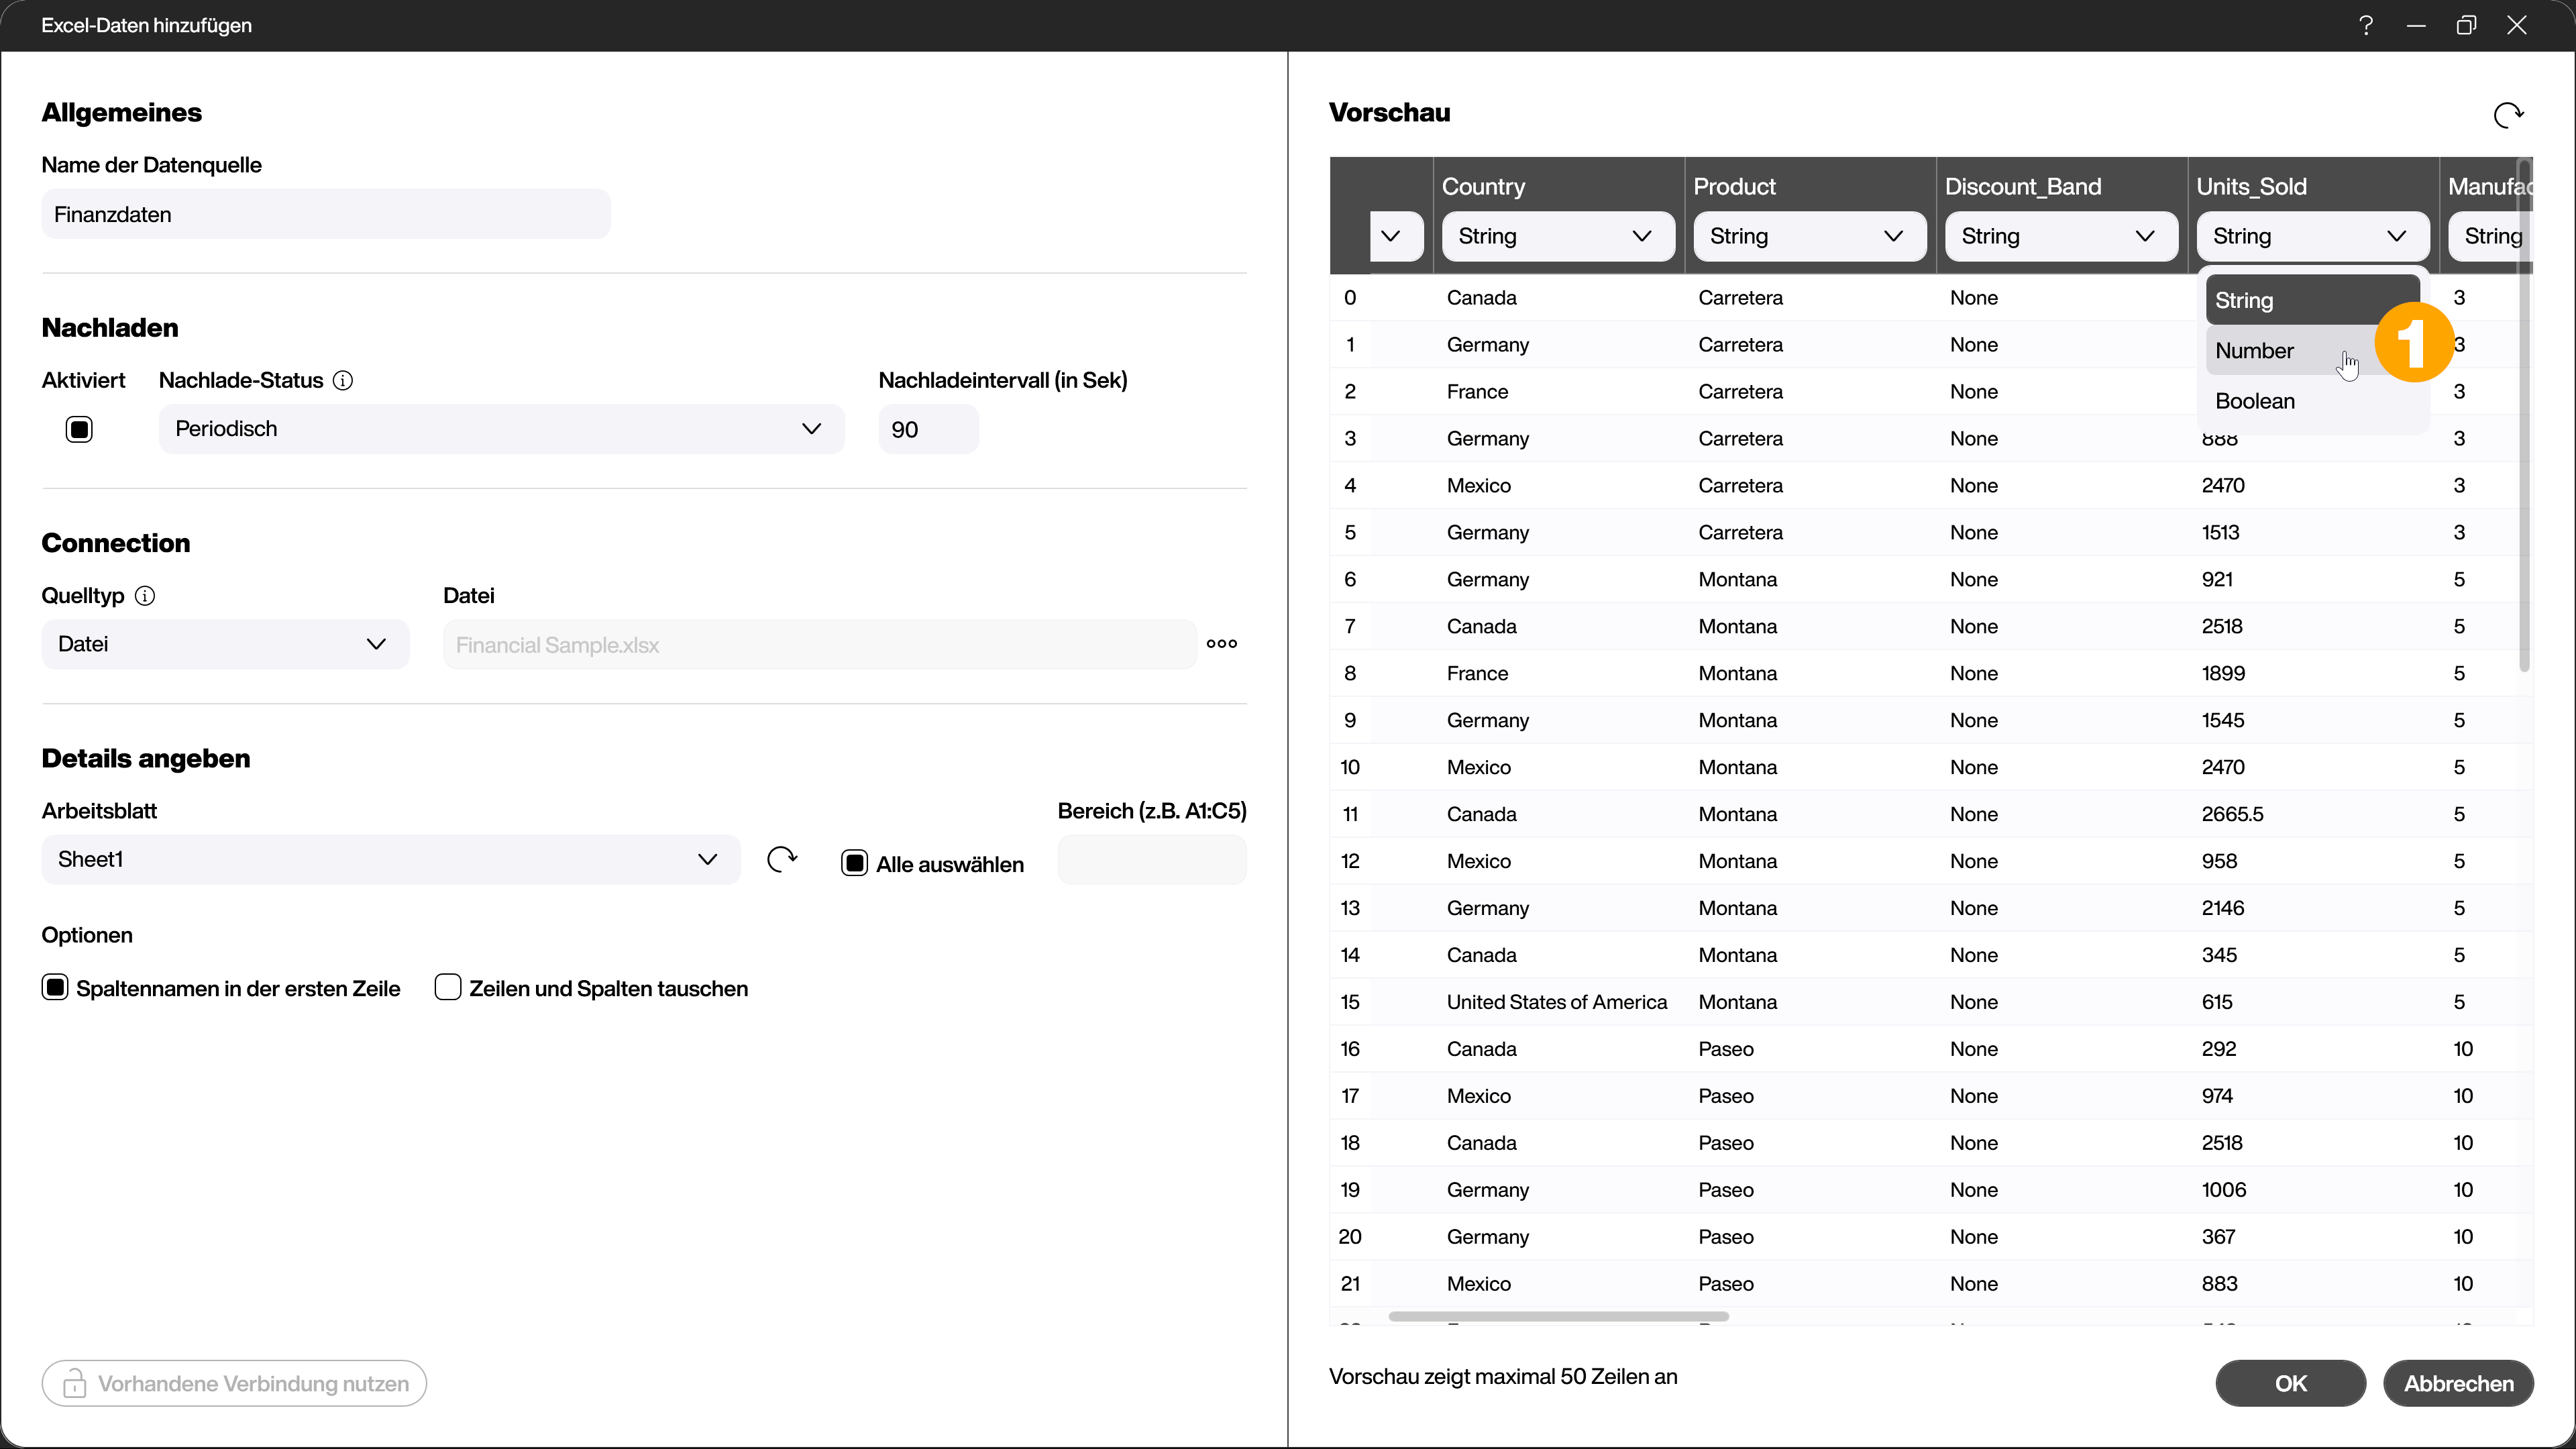 Excel-Daten hinzufügen
Allgemeines
Name der Datenquelle
Finanzdaten
Nachladen
Aktiviert Nachlade-Status Nachladeintervall (in Sek)
Periodisch 90
Connection
Quelltyp Datei
Datei Financial Sample.xlsx
Details angeben
Arbeitsblatt Bereich (z.B. A1:C5)
Sheet1 Alle auswählen
Optionen
Spaltennamen in der ersten Zeile Zeilen und Spalten tauschen
Vorhandene Verbindung nutzen
Vorschau
Country Product Discount_Band Units_Sold Manufac
String String String String String
String
Number
Boolean
1
0 Canada Carretera None 3
1 Germany Carretera None 3
2 France Carretera None 3
3 Germany Carretera None 888 3
4 Mexico Carretera None 2470 3
5 Germany Carretera None 1513 3
6 Germany Montana None 921 5
7 Canada Montana None 2518 5
8 France Montana None 1899 5
9 Germany Montana None 1545 5
10 Mexico Montana None 2470 5
11 Canada Montana None 2665.5 5
12 Mexico Montana None 958 5
13 Germany Montana None 2146 5
14 Canada Montana None 345 5
15 United States of America Montana None 615 5
16 Canada Paseo None 292 10
17 Mexico Paseo None 974 10
18 Canada Paseo None 2518 10
19 Germany Paseo None 1006 10
20 Germany Paseo None 367 10
21 Mexico Paseo None 883 10
Vorschau zeigt maximal 50 Zeilen an
OK Abbrechen